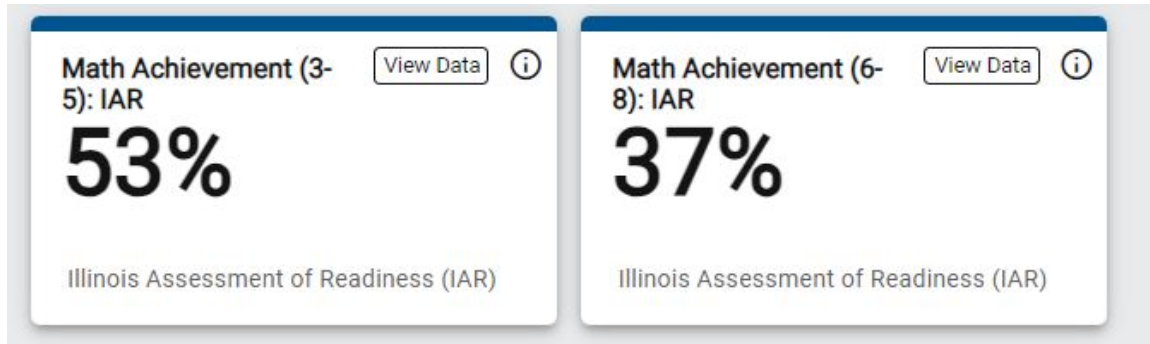 Math Achievement (3-
5): IAR
View Data
53%
Illinois Assessment of Readiness (IAR)
Math Achievement (6-
8): IAR
View Data
37%
Illinois Assessment of Readiness (IAR)